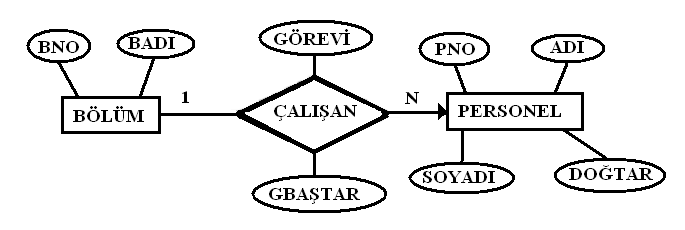 GÖREVİ
BNO
BADI
PNO
ADI
1
N
BÖLÜM
ÇALIŞAN
PERSONEL
SOYADI
DOĞTAR
GBAŞTAR